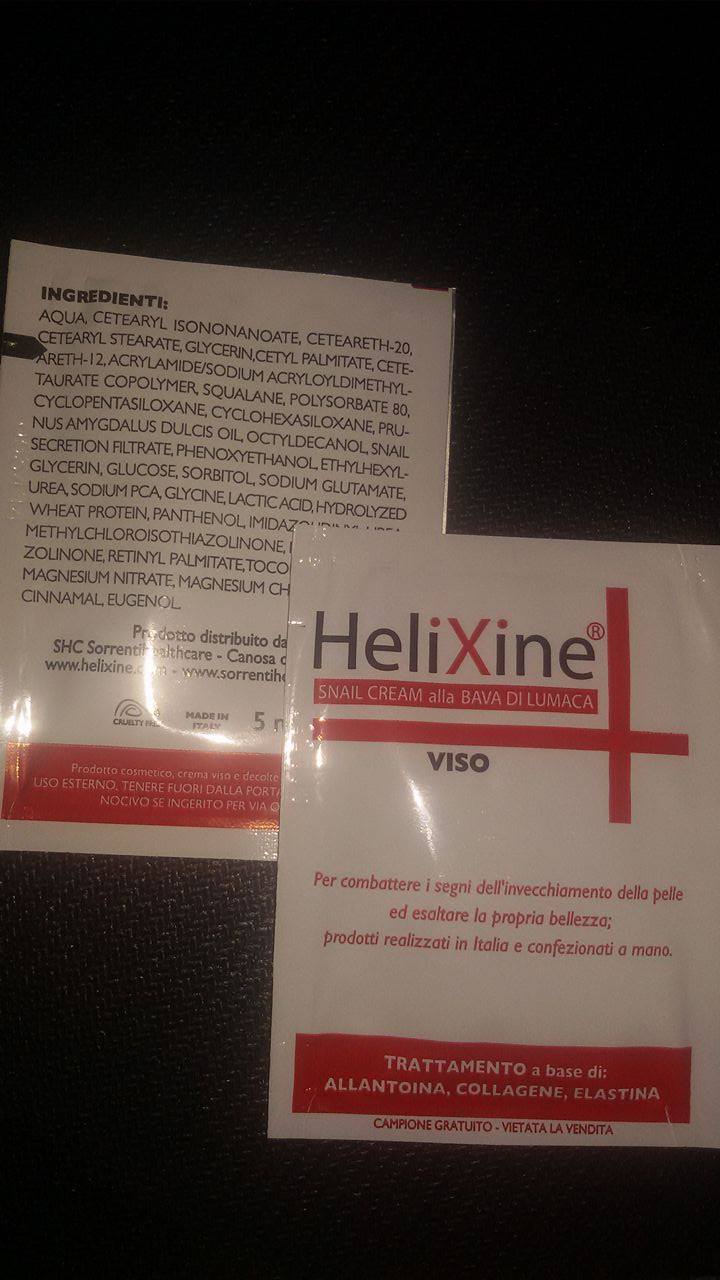 INGREDIENTI:
AQUA, CETEARYL ISONONANOATE, CETEARETH-20,
CETEARYL STEARATE, GLYCERIN,CETYL PALMITATE, CETE-
ARETH-12, ACRYLAMIDE/SODIUM ACRYLOYLDIMETHYL-
TAURATE COPOLYMER, SQUALANE, POLYSORBATE 80,
CYCLOPENTASILOXANE, CYCLOHEXASILOXANE, PRU-
NUS AMYGDALUS DULCIS OIL, OCTYLDECANOL, SNAIL
SECRETION FILTRATE, PHENOXYETHANOL, ETHYLHEXYL-
GLYCERIN, GLUCOSE, SORBITOL, SODIUM GLUTAMATE,
UREA, SODIUM PCA, GLYCINE, LACTIC ACID, HYDROLYZED
WHEAT PROTEIN, PANTHENOL,
METHYLCHLOROISOTHIAZOLINONE,
ZOLINONE, RETINYL PALMITATE, TOCO
MAGNESIUM NITRATE, MAGNESIUM CH
CINNAMAL, EUGENOL.
Prodotto distribuito da
SHC - Canosa d
www.helixine. -
CRUELTY
MADE IN
ITALY
5 m
Prodotto cosmetico, crema viso e decolte
USO ESTERNO. TENERE FUORI DALLA PORTA
NOCIVO SE INGERITO PER VIA O
HeliXine®
SNAIL CREAM alla BAVA DI LUMACA
VISO
Per combattere i segni dell'invecchiamento della pelle
ed esaltare la propria bellezza;
prodotti realizzati in Italia e confezionati a mano.
TRATTAMENTO a base di:
ALLANTOINA, COLLAGENE, ELASTINA
CAMPIONE GRATUITO - VIETATA LA VENDITA